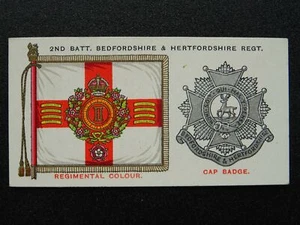 2ND BATT. BEDFORDSHIRE & HERTFORDSHIRE REGT.
REGIMENTAL COLOUR.
CAP BADGE.